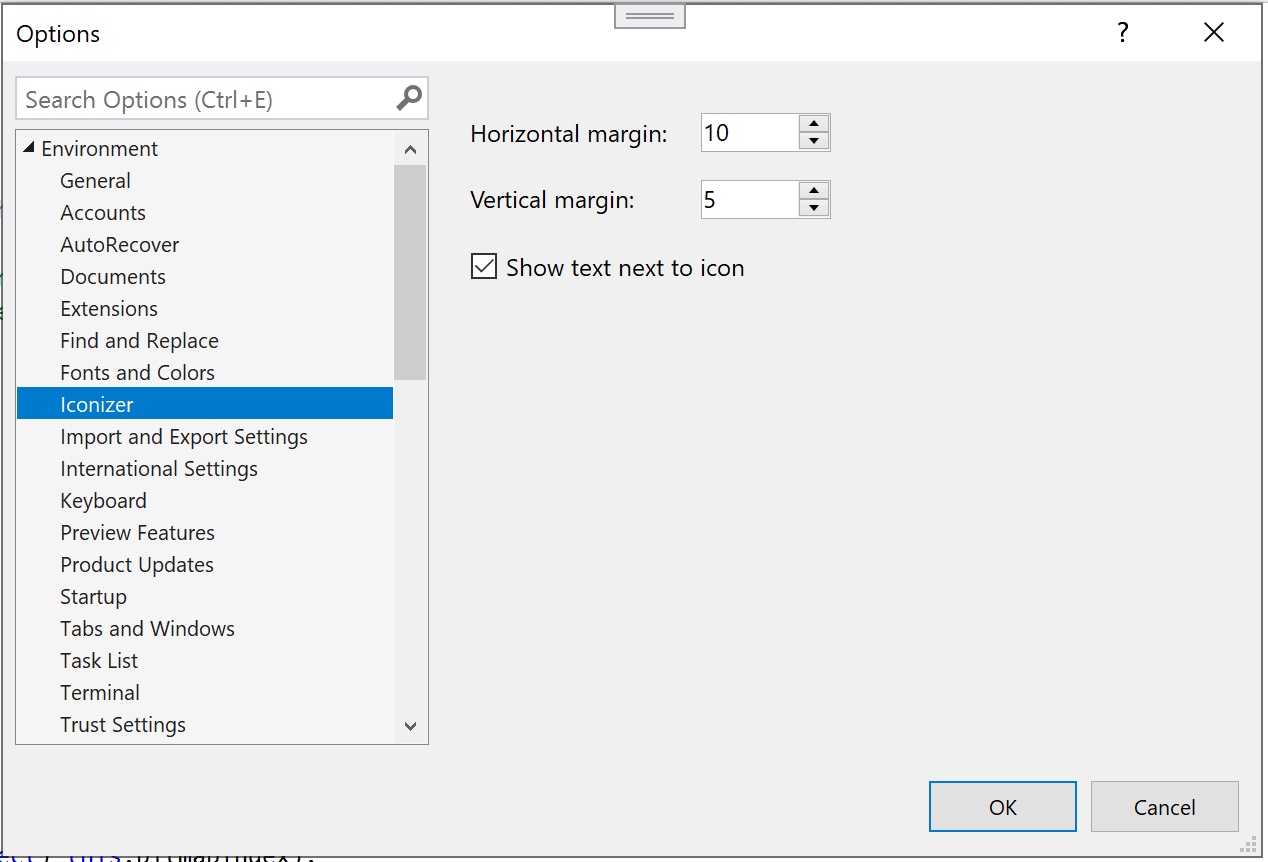 Options
?
Search Options (Ctrl+E)
Environment
General
Accounts
AutoRecover
Documents
Extensions
Find and Replace
Fonts and Colors
Iconizer
Import and Export Settings
International Settings
Keyboard
Preview Features
Product Updates
Startup
Tabs and Windows
Task List
Terminal
Trust Settings
Horizontal margin: 10
Vertical margin: 5
Show text next to icon
OK Cancel